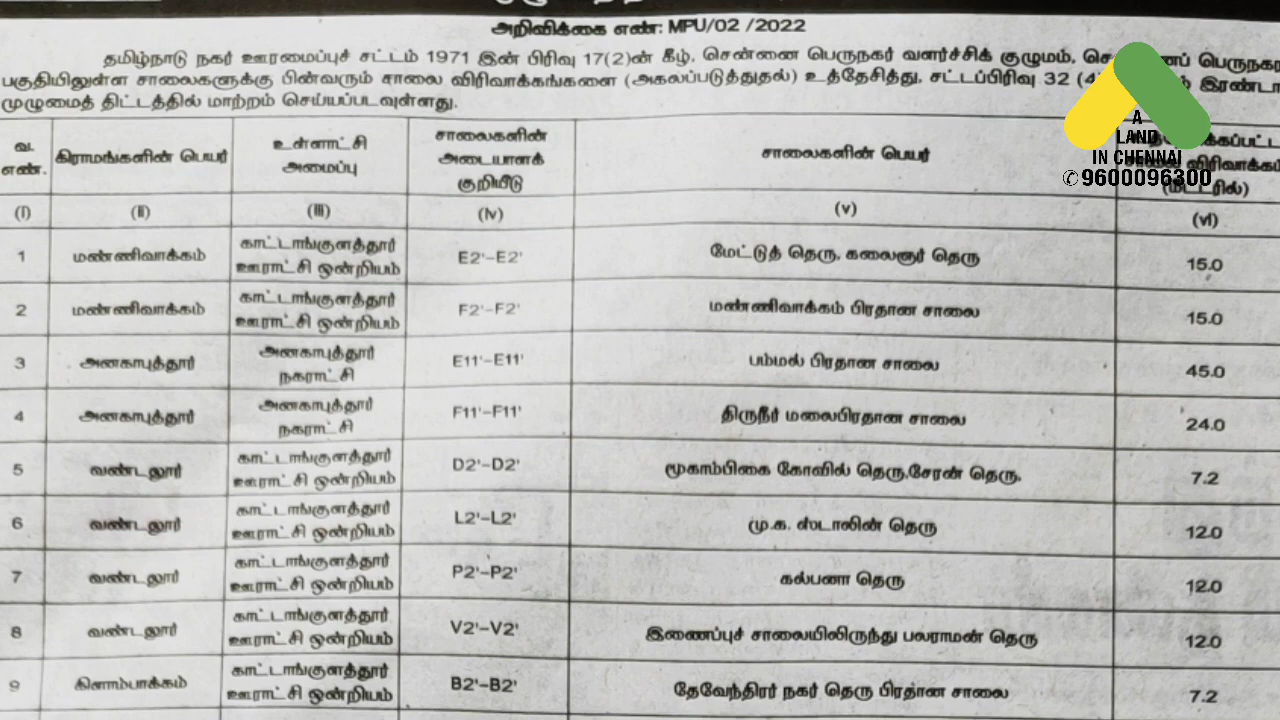 அறிவிக்கை எண்: MPU/02 /2022
தமிழ்நாடு நகர் ஊரமைப்புச் சட்டம் 1971 இன் பிரிவு 17(2)ன் கீழ், சென்னை பெருநகர் வளர்ச்சிக் குழுமம், பெருநகர
பகுதியிலுள்ள சாலைகளுக்கு பின்வரும் சாலை விரிவாக்கங்களை (அகலப்படுத்துதல்) உத்தேசித்து, சட்டப்பிரிவு 32 இரண்டா
முழுமைத் திட்டத்தில் மாற்றம் செய்யப்படவுள்ளது.
வ. எண். கிராமங்களின் பெயர் உள்ளாட்சி அமைப்பு சாலைகளின் அடையாளக் குறியீடு சாலைகளின் பெயர் விரிவாக்கம்
(I) (II) (III) (IV) (V) (VI)
1 மண்ணிவாக்கம் காட்டாங்குளத்தூர் ஊராட்சி ஒன்றியம் E2'-E2' மேட்டுத் தெரு, கலைஞர் தெரு 15.0
2 மண்ணிவாக்கம் காட்டாங்குளத்தூர் ஊராட்சி ஒன்றியம் F2'-F2' மண்ணிவாக்கம் பிரதான சாலை 15.0
3 அனகாபுத்தூர் அனகாபுத்தூர் நகராட்சி E11'-E11' பம்மல் பிரதான சாலை 45.0
4 அனகாபுத்தூர் அனகாபுத்தூர் நகராட்சி F11'-F11' திருநீர் மலைபிரதான சாலை 24.0
5 வண்டலூர் காட்டாங்குளத்தூர் ஊராட்சி ஒன்றியம் D2'-D2' மூகாம்பிகை கோவில் தெரு,சேரன் தெரு, 7.2
6 வண்டலூர் காட்டாங்குளத்தூர் ஊராட்சி ஒன்றியம் L2'-L2' மு.க. ஸ்டாலின் தெரு 12.0
7 வண்டலூர் காட்டாங்குளத்தூர் ஊராட்சி ஒன்றியம் P2'-P2' கல்பனா தெரு 12.0
8 வண்டலூர் காட்டாங்குளத்தூர் ஊராட்சி ஒன்றியம் V2'-V2' இணைப்புச் சாலையிலிருந்து பலராமன் தெரு 12.0
9 கிளாம்பாக்கம் காட்டாங்குளத்தூர் ஊராட்சி ஒன்றியம் B2'-B2' தேவேந்திரர் நகர் தெரு பிரதான சாலை 7.2
A
LAND
IN CHENNAI
✆9600096300